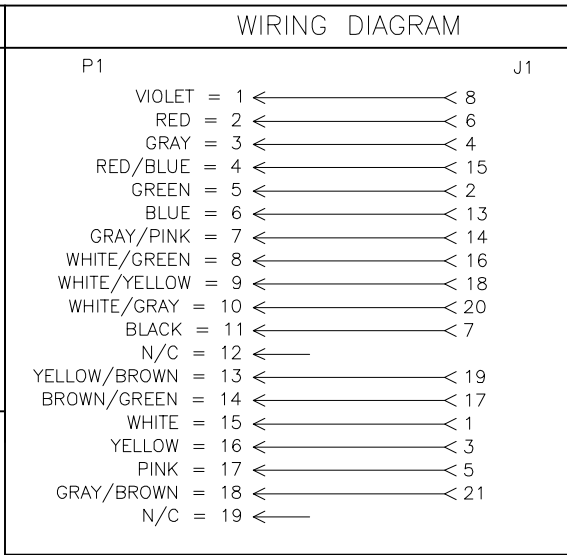 WIRING DIAGRAM
P1 J1
VIOLET = 1 8
RED = 2 6
GRAY = 3 4
RED/BLUE = 4 15
GREEN = 5 2
BLUE = 6 13
GRAY/PINK = 7 14
WHITE/GREEN = 8 16
WHITE/YELLOW = 9 18
WHITE/GRAY = 10 20
BLACK = 11 7
N/C = 12
YELLOW/BROWN = 13 19
BROWN/GREEN = 14 17
WHITE = 15 1
YELLOW = 16 3
PINK = 17 5
GRAY/BROWN = 18 21
N/C = 19